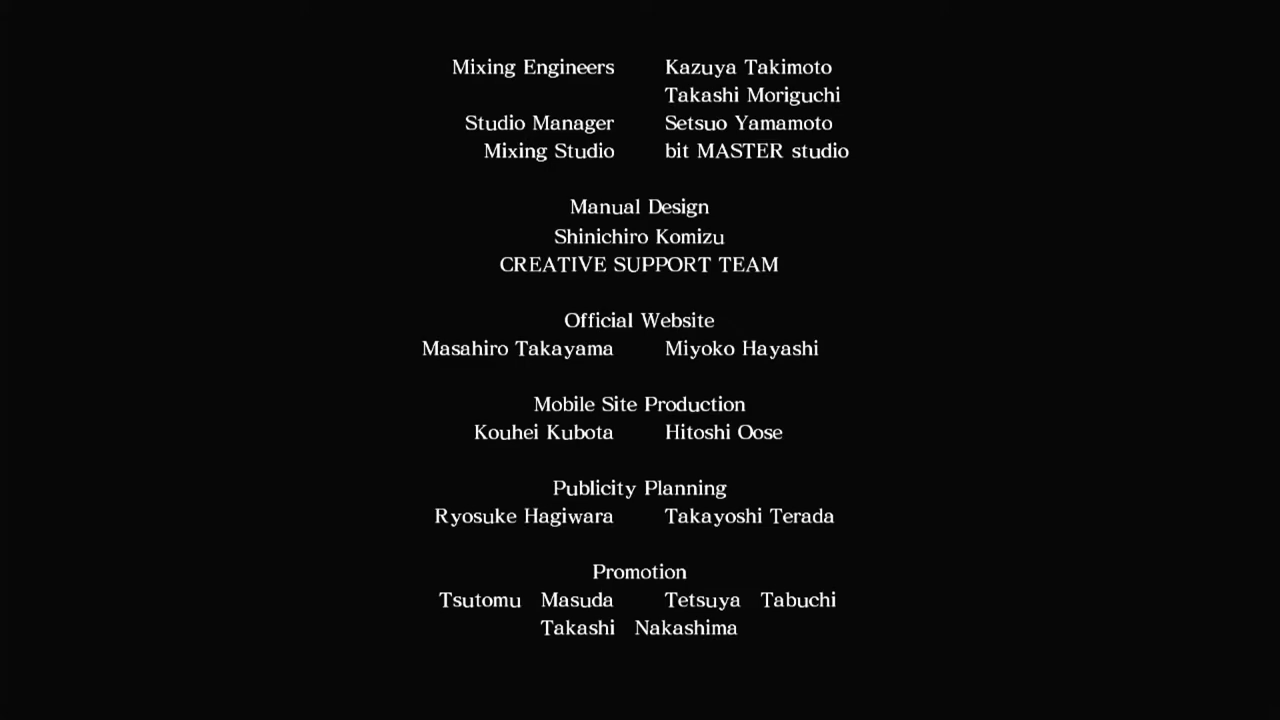 Mixing Engineers Kazuya Takimoto
Takashi Moriguchi
Studio Manager Setsuo Yamamoto
Mixing Studio bit MASTER studio
Manual Design
Shinichiro Komizu
CREATIVE SUPPORT TEAM
Official Website
Masahiro Takayama Miyoko Hayashi
Mobile Site Production
Kouhei Kubota Hitoshi Oose
Publicity Planning
Ryosuke Hagiwara Takayoshi Terada
Promotion
Tsutomu Masuda Tetsuya Tabuchi
Takashi Nakashima